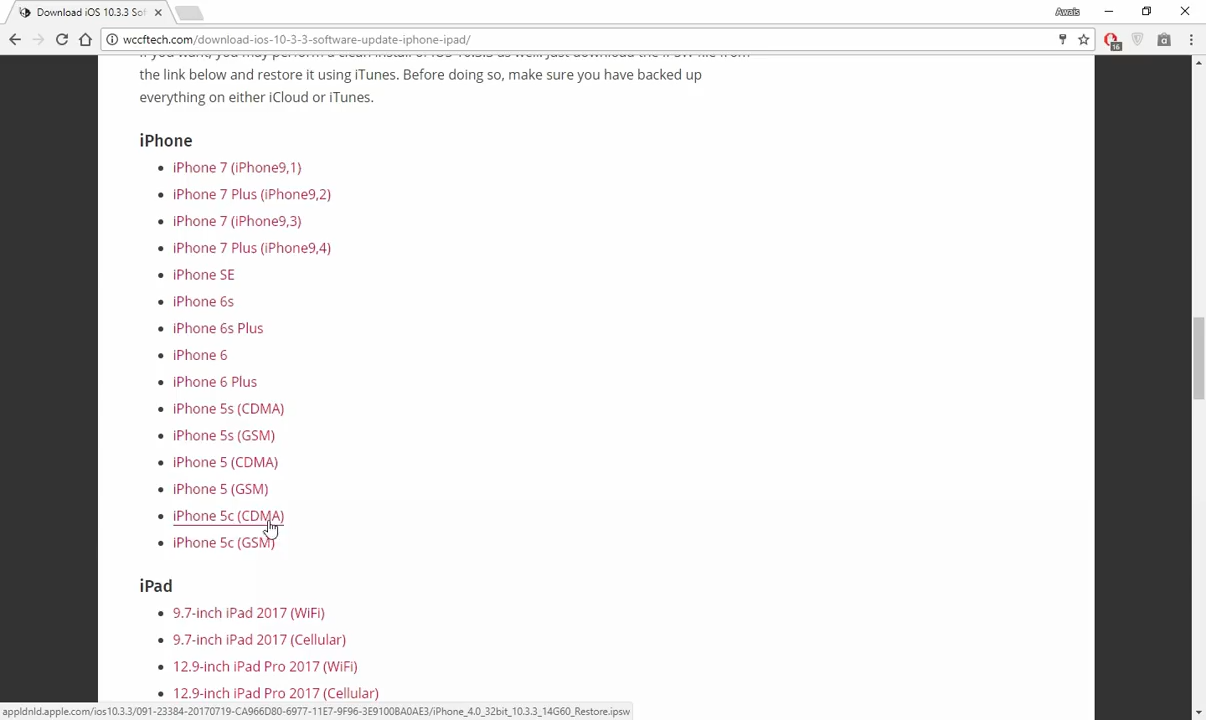 Download iOS 10.3.3 Sof
Awais
wccftech.com/download-ios-10-3-3-software-update-iphone-ipad/
16
the link below and restore it using iTunes. Before doing so, make sure you have backed up
everything on either iCloud or iTunes.
iPhone
iPhone 7 (iPhone9,1)
iPhone 7 Plus (iPhone9,2)
iPhone 7 (iPhone9,3)
iPhone 7 Plus (iPhone9,4)
iPhone SE
iPhone 6s
iPhone 6s Plus
iPhone 6
iPhone 6 Plus
iPhone 5s (CDMA)
iPhone 5s (GSM)
iPhone 5 (CDMA)
iPhone 5 (GSM)
iPhone 5c (CDMA)
iPhone 5c (GSM)
iPad
9.7-inch iPad 2017 (WiFi)
9.7-inch iPad 2017 (Cellular)
12.9-inch iPad Pro 2017 (WiFi)
12.9-inch iPad Pro 2017 (Cellular)
appldnld.apple.com/ios10.3.3/091-23384-20170719-CA966D80-6977-11E7-9F96-3E9100BA0AE3/iPhone_4.0_32bit_10.3.3_14G60_Restore.ipsw